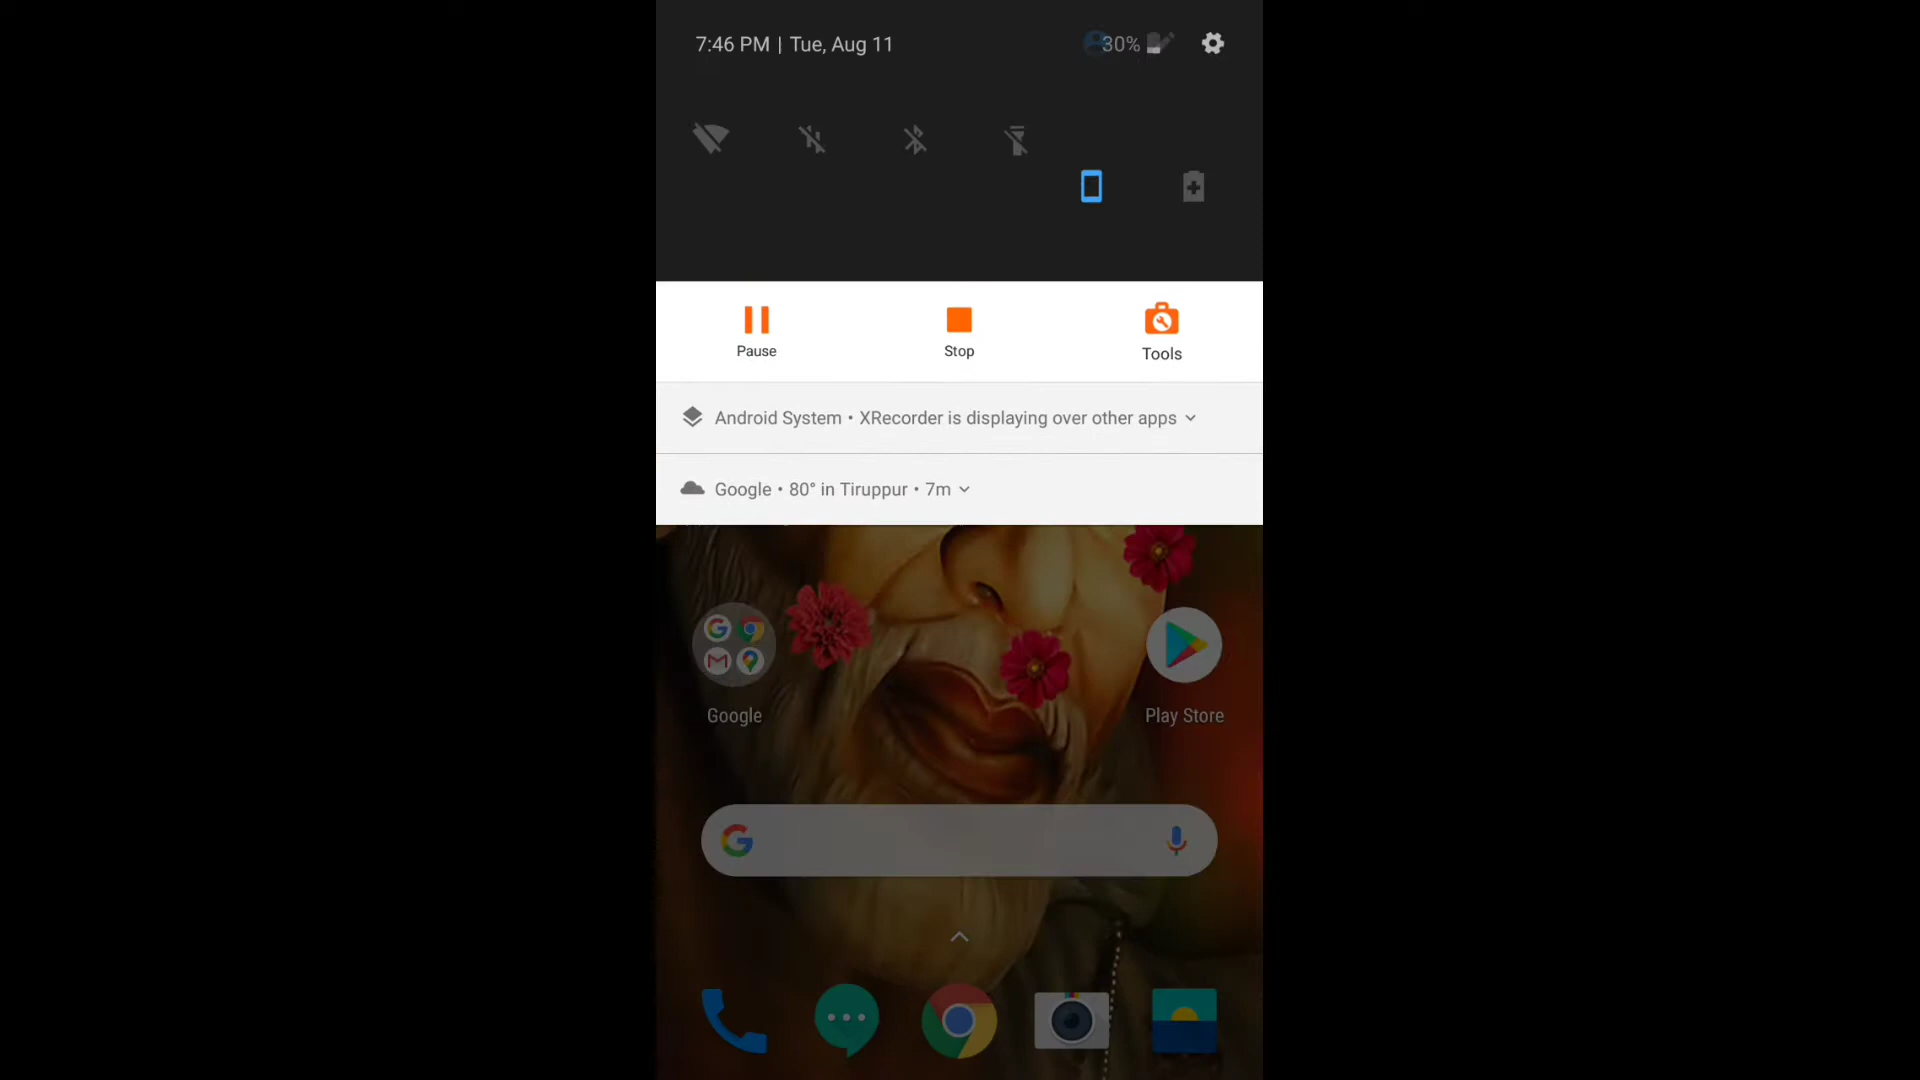 7:46 PM | Tue, Aug 11
30%
Pause
Stop
Tools
Android System • XRecorder is displaying over other apps
Google • 80° in Tiruppur • 7m
Google
Play Store